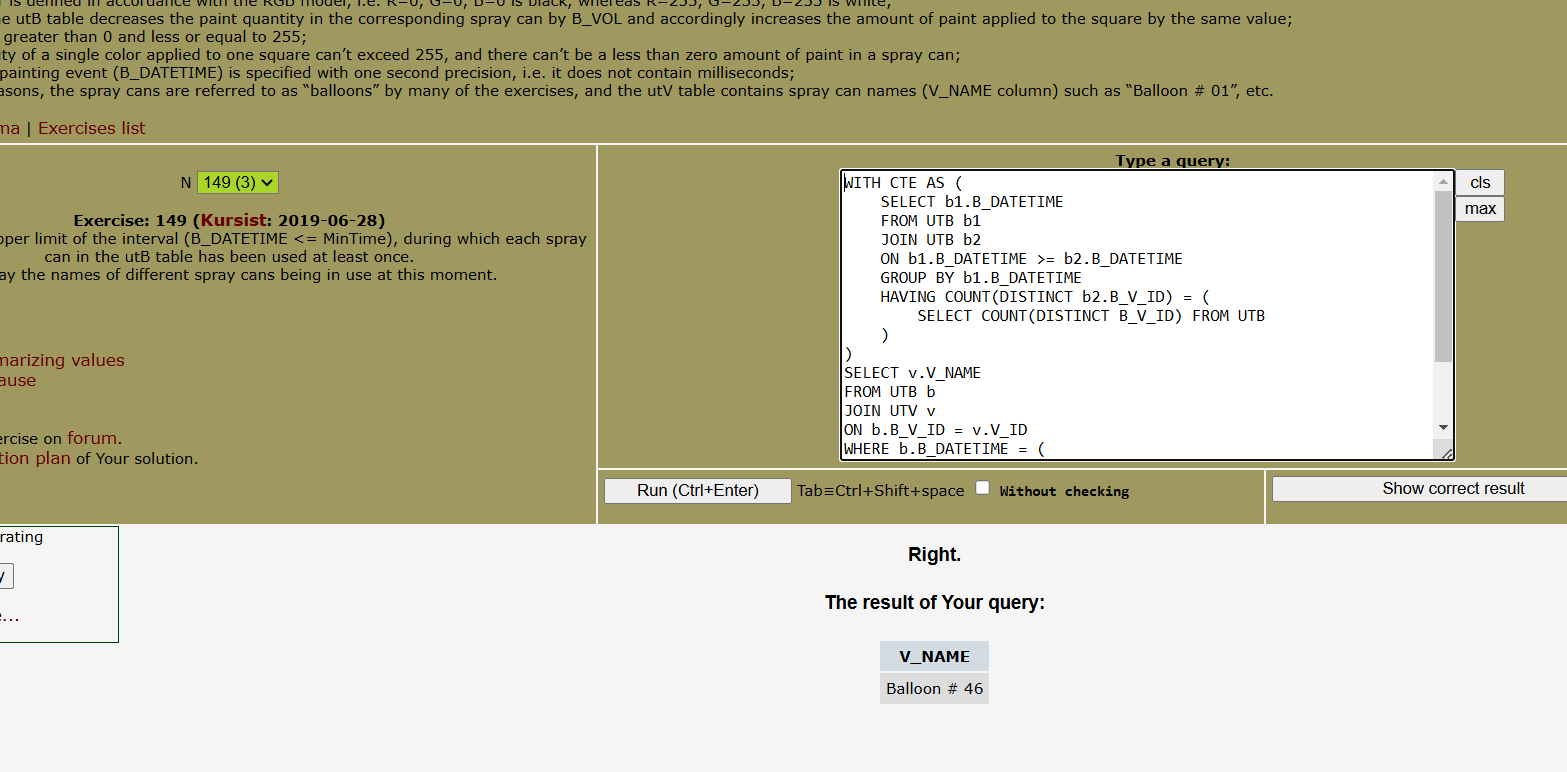 is defined in accordance with the RGB model, i.e. R=0, G=0, B=0 is black, whereas R=255, G=255, B=255 is white;
e utB table decreases the paint quantity in the corresponding spray can by B_VOL and accordingly increases the amount of paint applied to the square by the same value;
greater than 0 and less or equal to 255;
ity of a single color applied to one square can’t exceed 255, and there can’t be a less than zero amount of paint in a spray can;
painting event (B_DATETIME) is specified with one second precision, i.e. it does not contain milliseconds;
asons, the spray cans are referred to as “balloons” by many of the exercises, and the utV table contains spray can names (V_NAME column) such as “Balloon # 01”, etc.
ma | Exercises list
N 149 (3)
Exercise: 149 (Kursist: 2019-06-28)
pper limit of the interval (B_DATETIME <= MinTime), during which each spray
can in the utB table has been used at least once.
ay the names of different spray cans being in use at this moment.
marizing values
ause
ercise on forum.
tion plan of Your solution.
Type a query:
WITH CTE AS (
    SELECT b1.B_DATETIME
    FROM UTB b1
    JOIN UTB b2
    ON b1.B_DATETIME >= b2.B_DATETIME
    GROUP BY b1.B_DATETIME
    HAVING COUNT(DISTINCT b2.B_V_ID) = (
        SELECT COUNT(DISTINCT B_V_ID) FROM UTB
    )
)
SELECT v.V_NAME
FROM UTB b
JOIN UTV v
ON b.B_V_ID = v.V_ID
WHERE b.B_DATETIME = (
cls
max
Run (Ctrl+Enter) Tab≡Ctrl+Shift+space Without checking
Show correct result
rating
y
e...
Right.
The result of Your query:
V_NAME
Balloon # 46